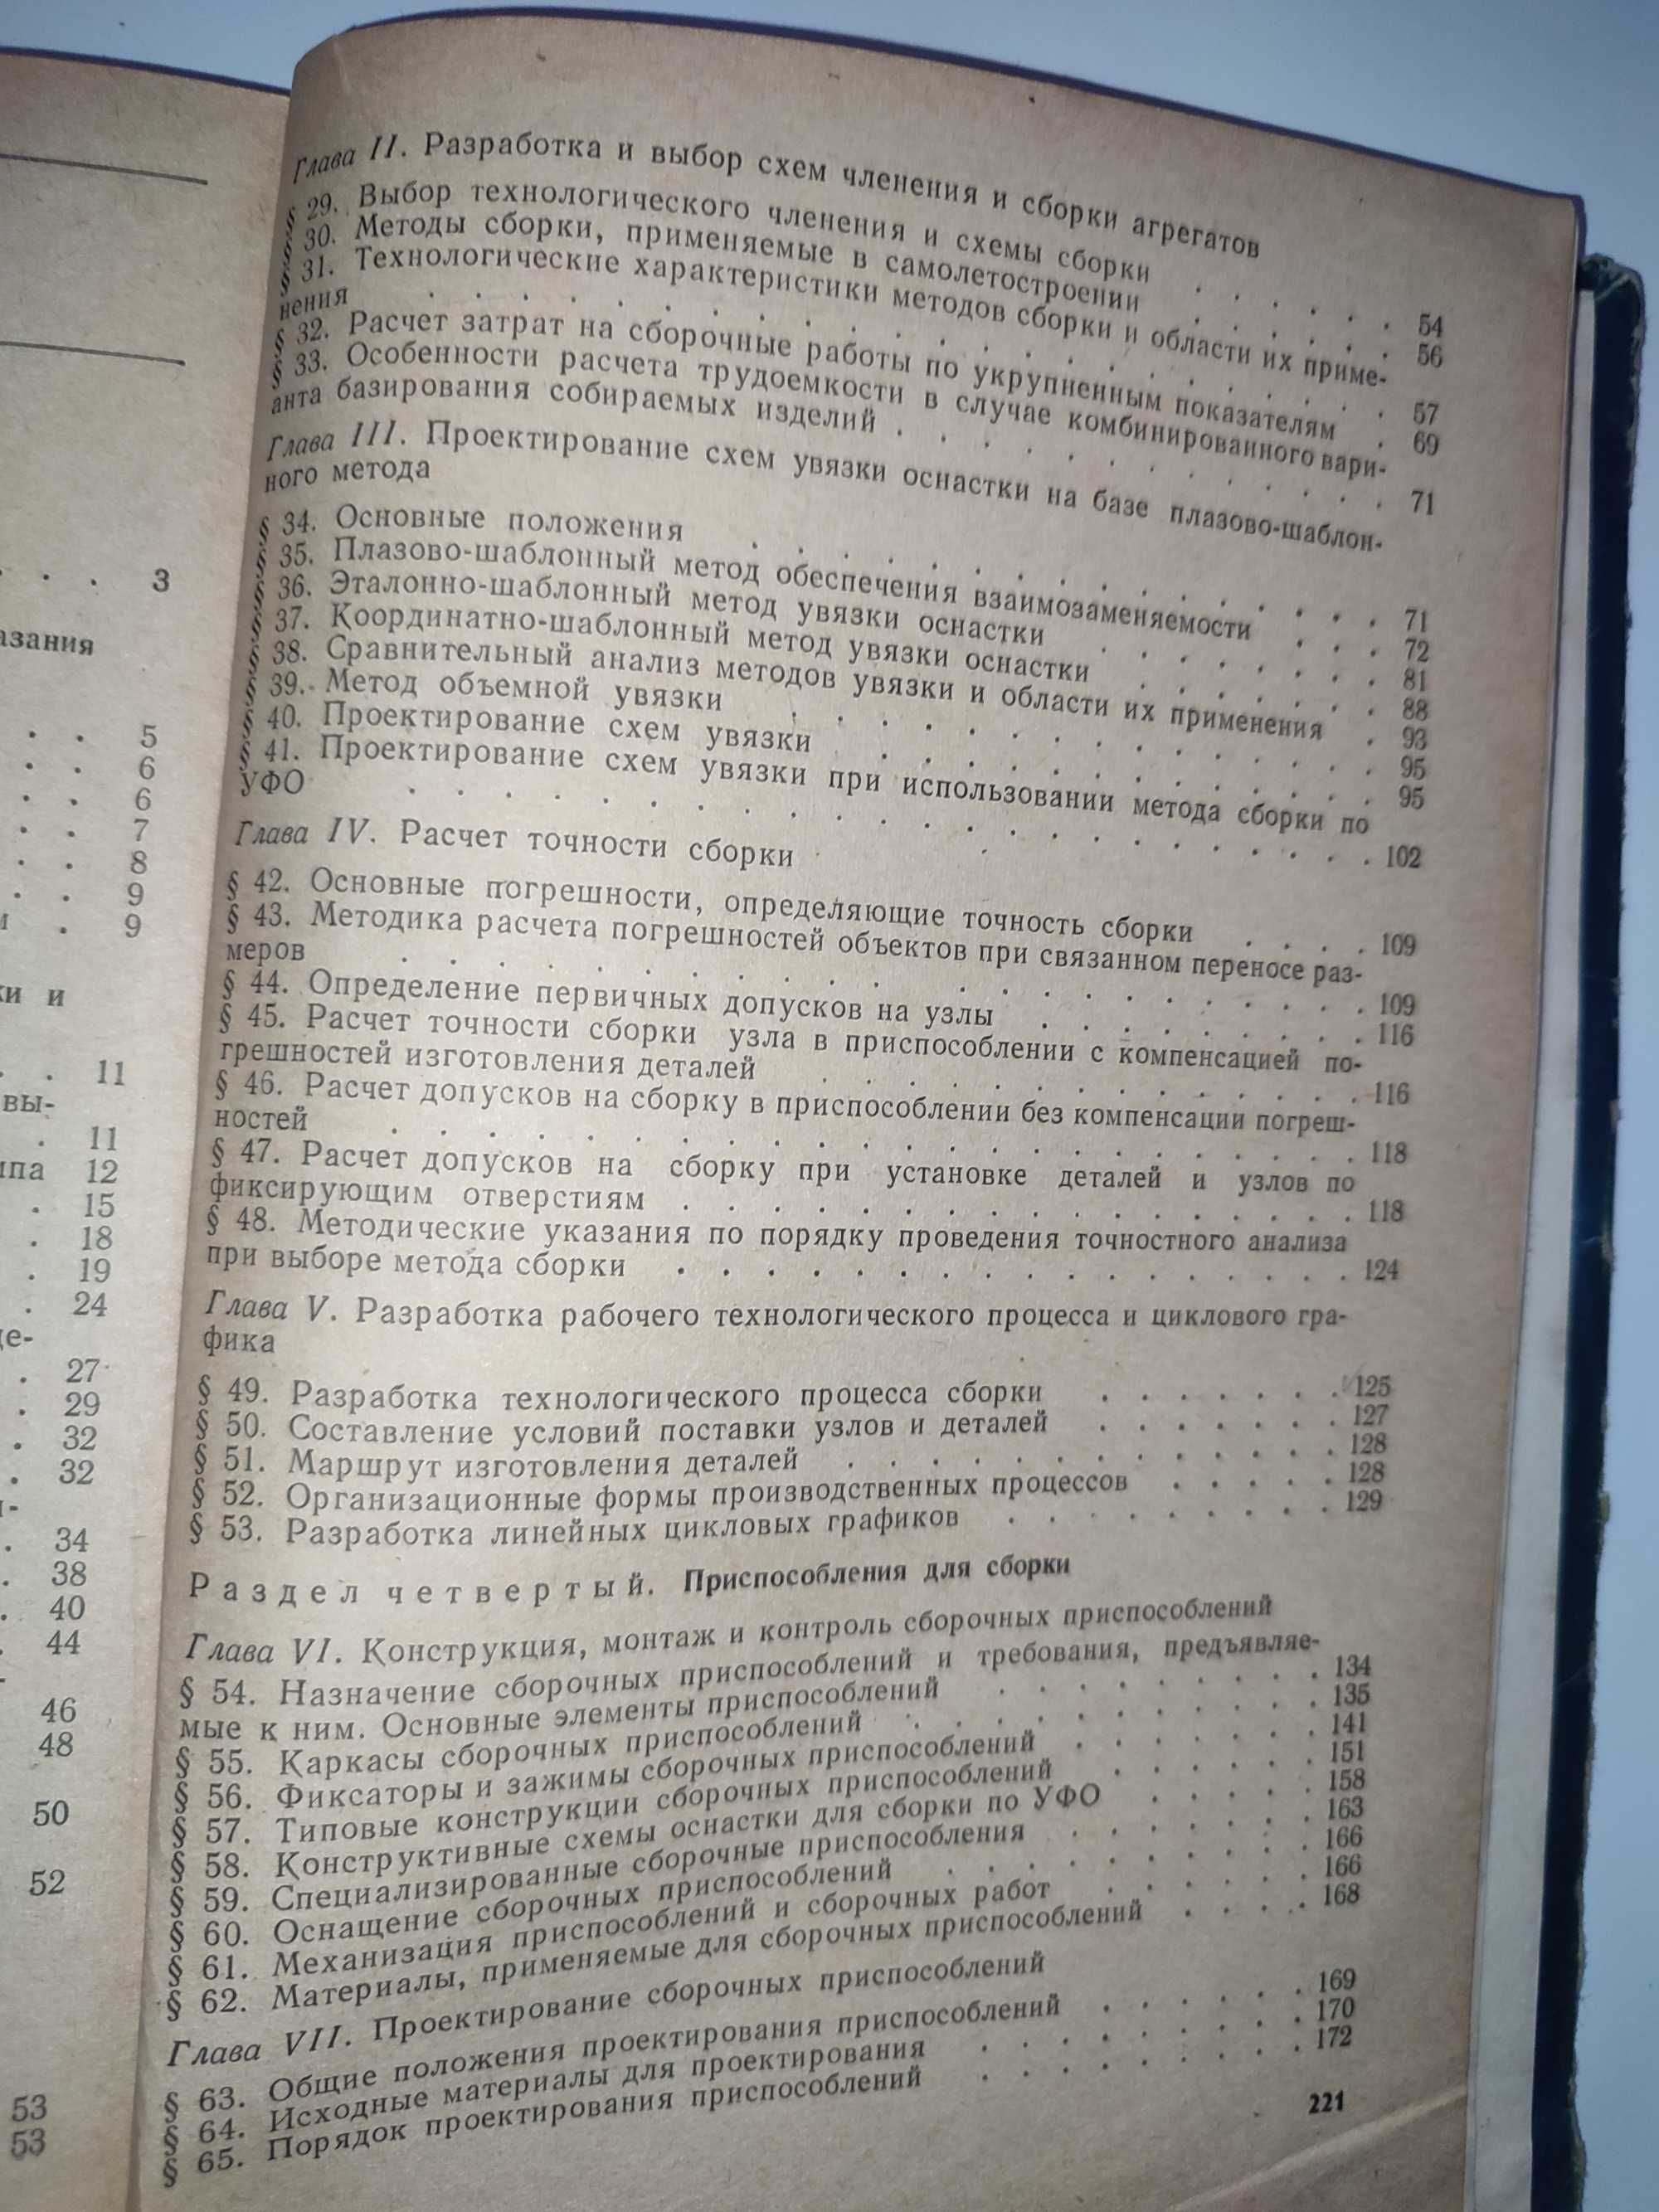 3
азания
5
6
6
7
8
9
9
ки и
11
вы-
11
12
15
18
19
24
27
29
32
32
34
38
40
44
46
48
50
52
53
53
Глава II. Разработка и выбор схем членения и сборки агрегатов
§ 29. Выбор технологического членения и схемы сборки . . . . . 54
§ 30. Методы сборки, применяемые в самолетостроении . . . . . 56
§ 31. Технологические характеристики методов сборки и области их приме-
нения . . . . . . . . . . . . . . 57
§ 32. Расчет затрат на сборочные работы по укрупненным показателям . 69
§ 33. Особенности расчета трудоемкости в случае комбинированного вари-
анта базирования собираемых изделий . . . . . . . . . . 71
Глава III. Проектирование схем увязки оснастки на базе плазово-шаблон-
ного метода
§ 34. Основные положения . . . . . . . . . . . 71
§ 35. Плазово-шаблонный метод обеспечения взаимозаменяемости . . . 72
§ 36. Эталонно-шаблонный метод увязки оснастки . . . . . . . 81
§ 37. Координатно-шаблонный метод увязки оснастки . . . . . . 88
§ 38. Сравнительный анализ методов увязки и области их применения . 93
§ 39. Метод объемной увязки . . . . . . . . . . . 95
§ 40. Проектирование схем увязки . . . . . . . . . . 95
§ 41. Проектирование схем увязки при использовании метода сборки по
УФО . . . . . . . . . . . . . . . 102
Глава IV. Расчет точности сборки
§ 42. Основные погрешности, определяющие точность сборки . . . . 109
§ 43. Методика расчета погрешностей объектов при связанном переносе раз-
меров . . . . . . . . . . . . . . . 109
§ 44. Определение первичных допусков на узлы . . . . . . . . 116
§ 45. Расчет точности сборки узла в приспособлении с компенсацией по-
грешностей изготовления деталей . . . . . . . . . . 116
§ 46. Расчет допусков на сборку в приспособлении без компенсации погреш-
ностей . . . . . . . . . . . . . . 118
§ 47. Расчет допусков на сборку при установке деталей и узлов по
фиксирующим отверстиям . . . . . . . . . . . . 118
§ 48. Методические указания по порядку проведения точностного анализа
при выборе метода сборки . . . . . . . . . . . . . 124
Глава V. Разработка рабочего технологического процесса и циклового гра-
фика
§ 49. Разработка технологического процесса сборки . . . . . . . 125
§ 50. Составление условий поставки узлов и деталей . . . . . . . 127
§ 51. Маршрут изготовления деталей . . . . . . . . . . 128
§ 52. Организационные формы производственных процессов . . . . . 128
§ 53. Разработка линейных цикловых графиков . . . . . . . . 129
Раздел четвертый. Приспособления для сборки
Глава VI. Конструкция, монтаж и контроль сборочных приспособлений
§ 54. Назначение сборочных приспособлений и требования, предъявляе-
мые к ним. Основные элементы приспособлений . . . . . . . . 134
§ 55. Каркасы сборочных приспособлений . . . . . . . . . 135
§ 56. Фиксаторы и зажимы сборочных приспособлений . . . . . . 141
§ 57. Типовые конструкции сборочных приспособлений . . . . . . 151
§ 58. Конструктивные схемы оснастки для сборки по УФО . . . . . 158
§ 59. Специализированные сборочные приспособления . . . . . . 163
§ 60. Оснащение сборочных приспособлений . . . . . . . . . 166
§ 61. Механизация приспособлений и сборочных работ . . . . . . 166
§ 62. Материалы, применяемые для сборочных приспособлений . . . . 168
Глава VII. Проектирование сборочных приспособлений
§ 63. Общие положения проектирования приспособлений . . . . . . 169
§ 64. Исходные материалы для проектирования . . . . . . . . 170
§ 65. Порядок проектирования приспособлений . . . . . . . . 172
221